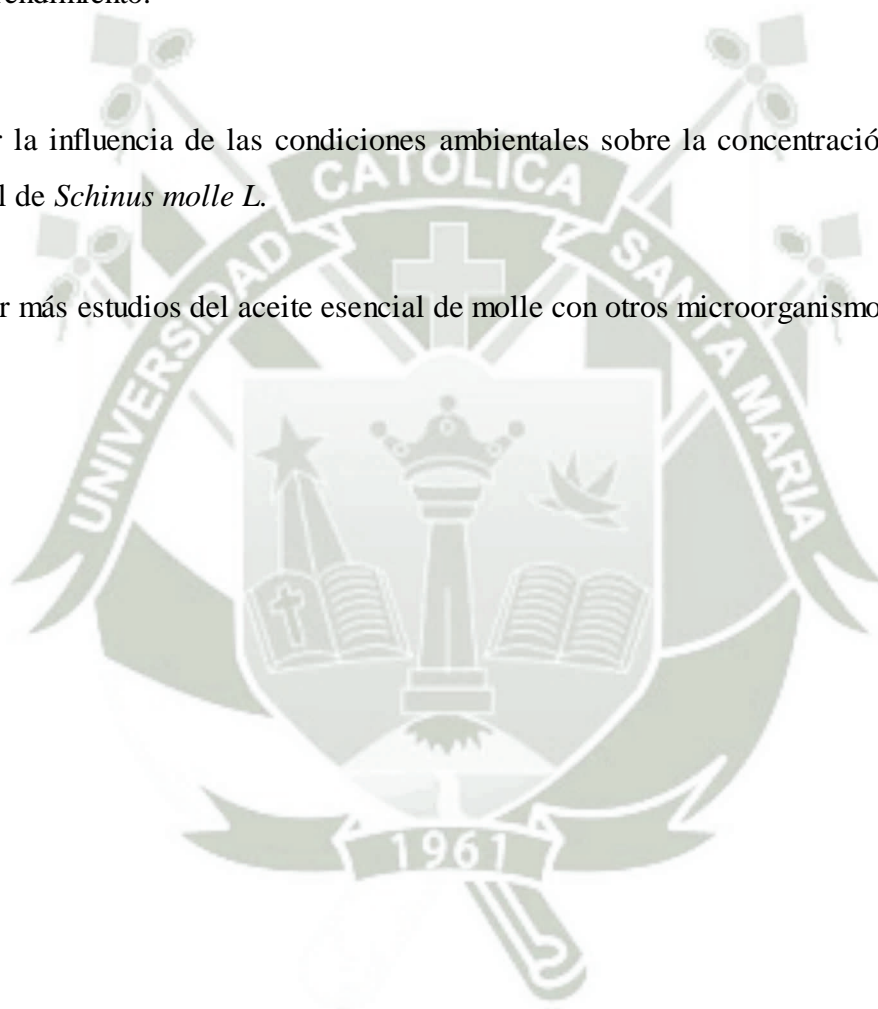 rendimiento.
r la influencia de las condiciones ambientales sobre la concentració
l de Schinus molle L.
r más estudios del aceite esencial de molle con otros microorganismo
UNIVERSIDAD CATOLICA SANTA MARIA
1961